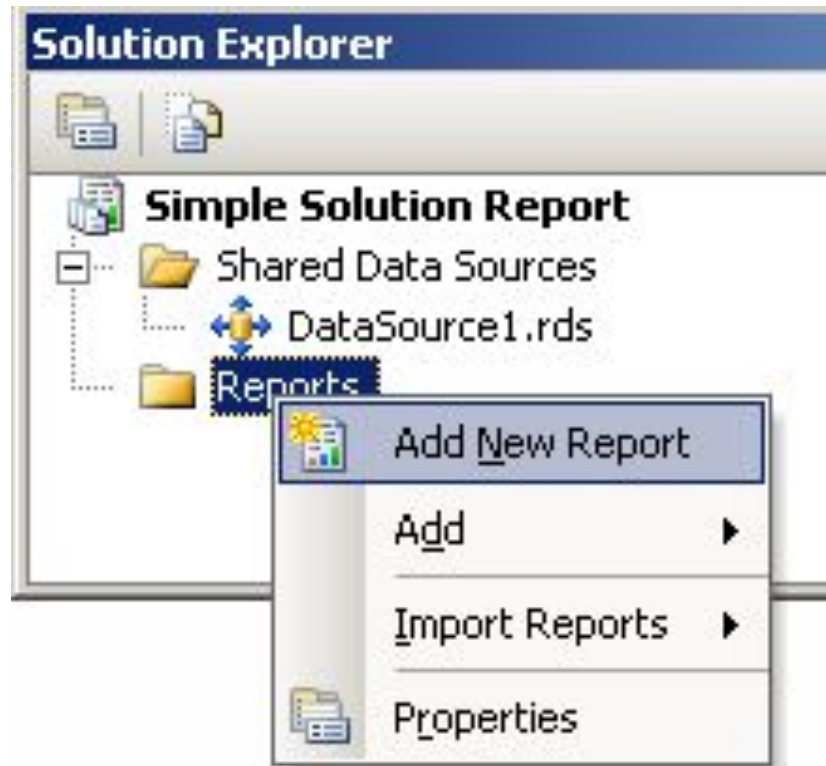 Solution Explorer
Simple Solution Report
Shared Data Sources
DataSource1.rds
Reports
Add New Report
Add
Import Reports
Properties